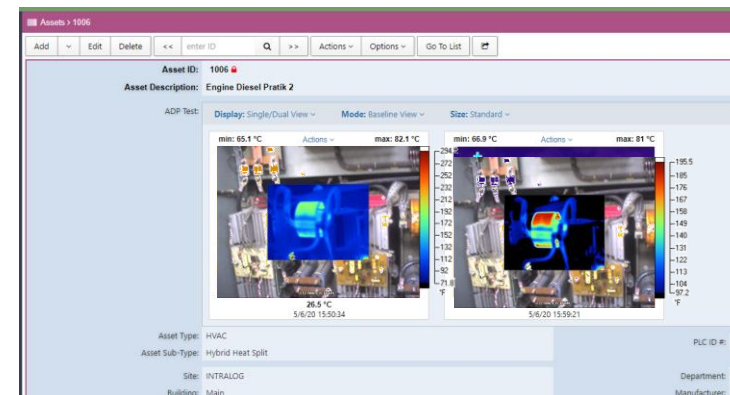 Assets > 1006
Add Edit Delete << enter ID >> Actions Options Go To List
Asset ID: 1006
Asset Description: Engine Diesel Pratik 2
ADP Test: Display: Single/Dual View Mode: Baseline View Size: Standard
min: 65.1 °C Actions max: 82.1 °C
294
272
252
232
212
192
172
152
132
112
92
71.8
°F
26.5 °C
5/6/20 15:50:34
min: 66.9 °C Actions max: 81 °C
195.5
185
176
167
158
149
140
131
122
113
104
97.2
°F
5/6/20 15:59:21
Asset Type: HVAC
PLC ID #:
Asset Sub-Type: Hybrid Heat Split
Site: INTRALOG
Department:
Building: Main
Manufacturer: